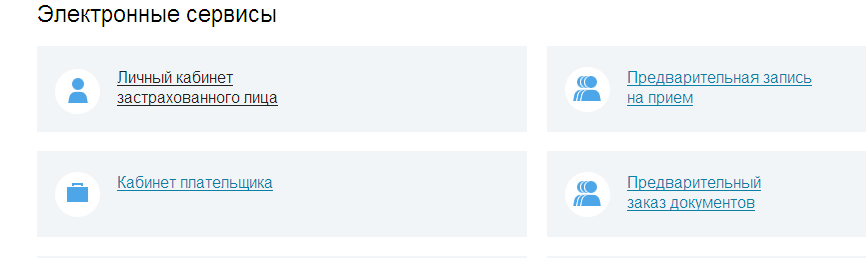 Электронные сервисы
Личный кабинет
застрахованного лица
Предварительная запись
на прием
Кабинет плательщика
Предварительный
заказ документов